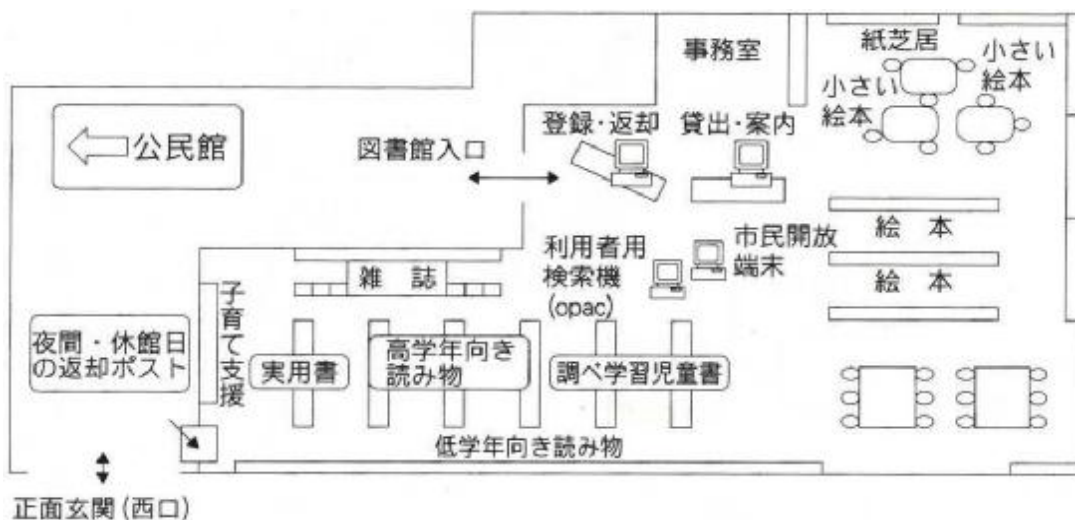 事務室
紙芝居
小さい
絵本
小さい
絵本
公民館
図書館入口
登録・返却
貸出・案内
絵 本
絵 本
利用者用
検索機
(opac)
市民開放
端末
雑 誌
子育て支援
夜間・休館日
の返却ポスト
実用書
高学年向き
読み物
調べ学習児童書
低学年向き読み物
正面玄関(西口)